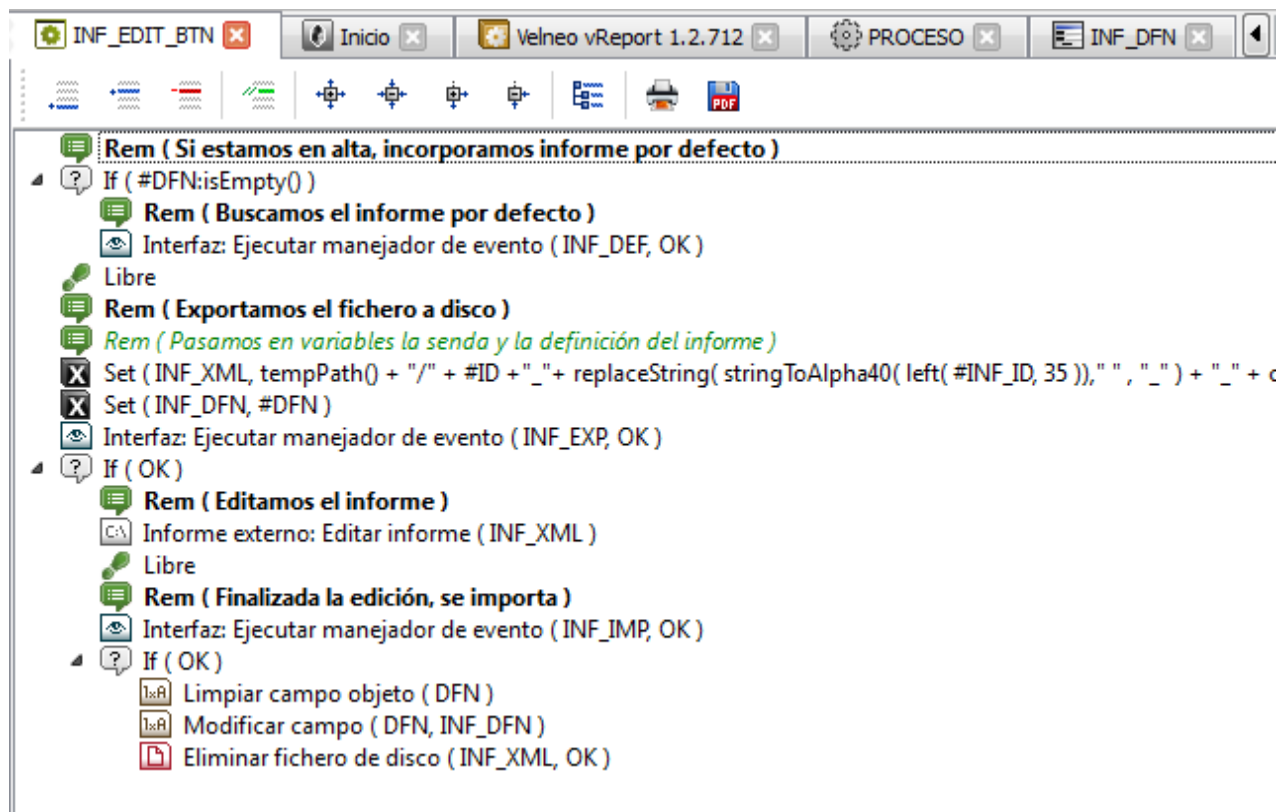 INF_EDIT_BTN Inicio Velneo vReport 1.2.712 PROCESO INF_DFN
PDF
Rem ( Si estamos en alta, incorporamos informe por defecto )
If ( #DFN:isEmpty() )
Rem ( Buscamos el informe por defecto )
Interfaz: Ejecutar manejador de evento ( INF_DEF, OK )
Libre
Rem ( Exportamos el fichero a disco )
Rem ( Pasamos en variables la senda y la definición del informe )
Set ( INF_XML, tempPath() + "/" + #ID +"_"+ replaceString( stringToAlpha40( left( #INF_ID, 35 ))," " , "_" ) + "_" + c
Set ( INF_DFN, #DFN )
Interfaz: Ejecutar manejador de evento ( INF_EXP, OK )
If ( OK )
Rem ( Editamos el informe )
C:\ Informe externo: Editar informe ( INF_XML )
Libre
Rem ( Finalizada la edición, se importa )
Interfaz: Ejecutar manejador de evento ( INF_IMP, OK )
If ( OK )
1xA Limpiar campo objeto ( DFN )
1xA Modificar campo ( DFN, INF_DFN )
Eliminar fichero de disco ( INF_XML, OK )